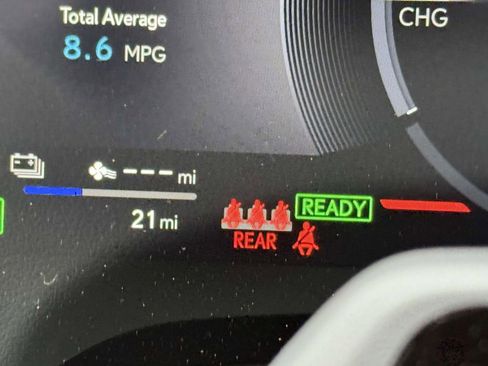 Total Average
8.6 MPG
CHG
--- mi
21 mi
READY
REAR